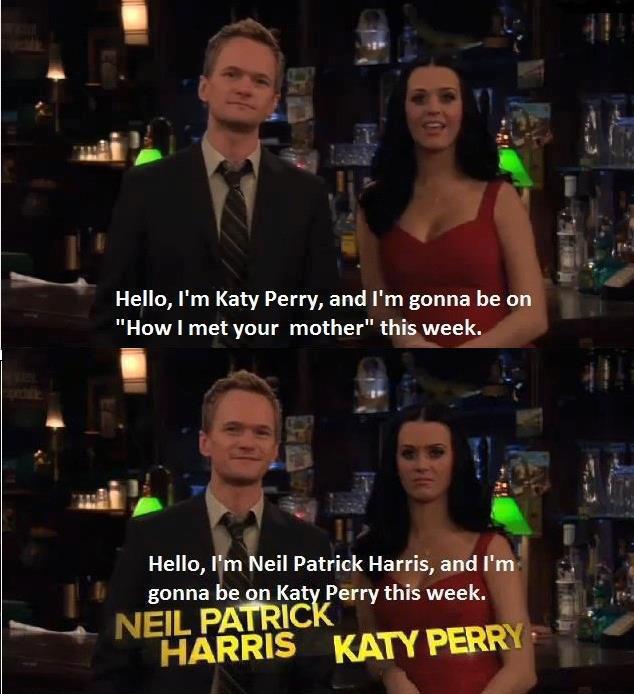 Hello, I'm Katy Perry, and I'm gonna be on
"How I met your mother" this week.
Hello, I'm Neil Patrick Harris, and I'm
gonna be on Katy Perry this week.
NEIL PATRICK
HARRIS
KATY PERRY